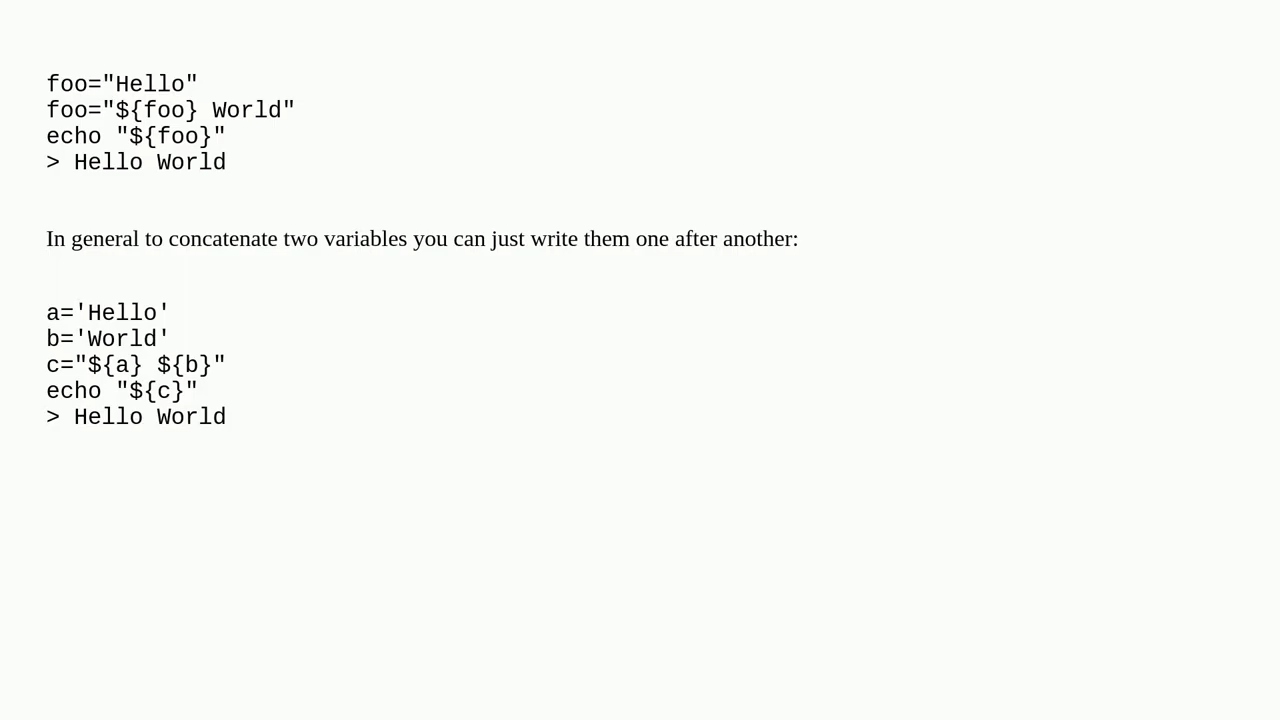 foo="Hello"
foo="${foo} World"
echo "${foo}"
> Hello World
In general to concatenate two variables you can just write them one after another:
a='Hello'
b='World'
c="${a} ${b}"
echo "${c}"
> Hello World